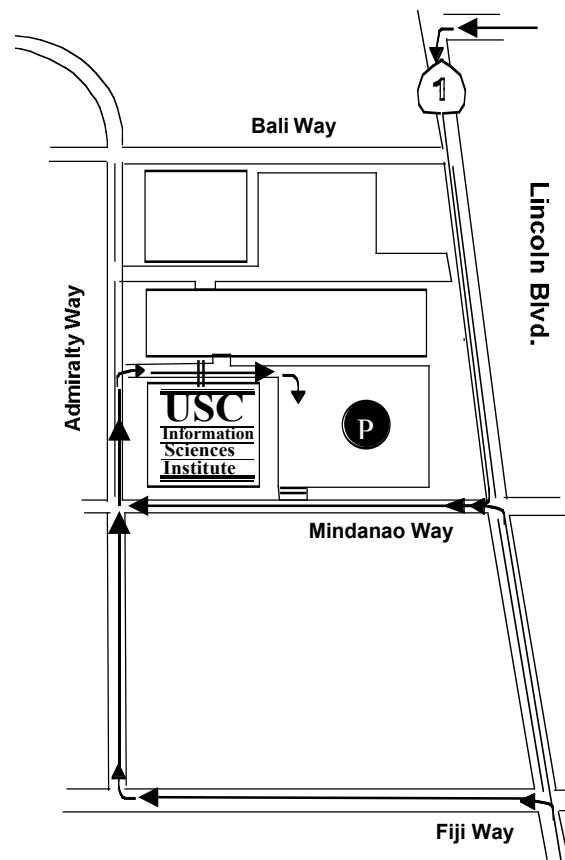 1
Bali Way
Lincoln Blvd.
Admiralty Way
USC
Information
Sciences
Institute
P
Mindanao Way
Fiji Way